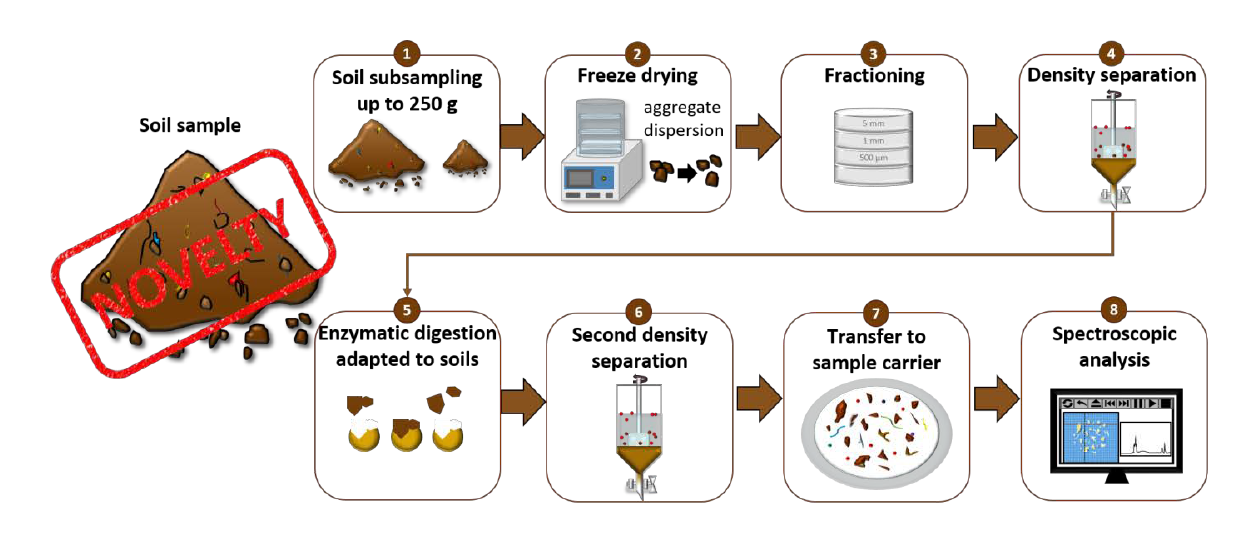 Soil sample
NOVELTY
1
Soil subsampling
up to 250 g
2
Freeze drying
aggregate
dispersion
3
Fractioning
5 mm
1 mm
500 µm
4
Density separation
5
Enzymatic digestion
adapted to soils
6
Second density
separation
7
Transfer to
sample carrier
8
Spectroscopic
analysis